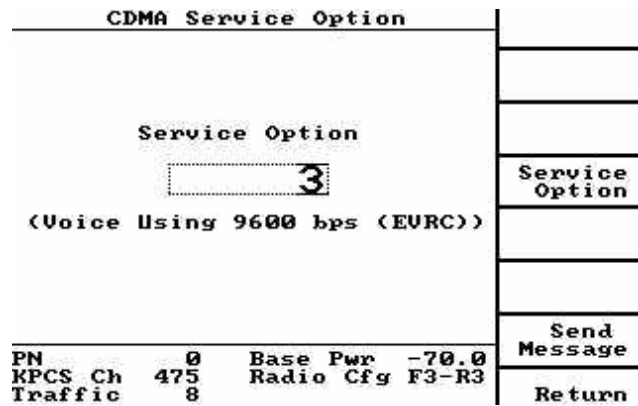 CDMA Service Option
Service Option
3
(Voice Using 9600 bps (EVRC))
Service
Option
Send
Message
Return
PN 0 Base Pwr -70.0
KPCS Ch 475 Radio Cfg F3-R3
Traffic 8